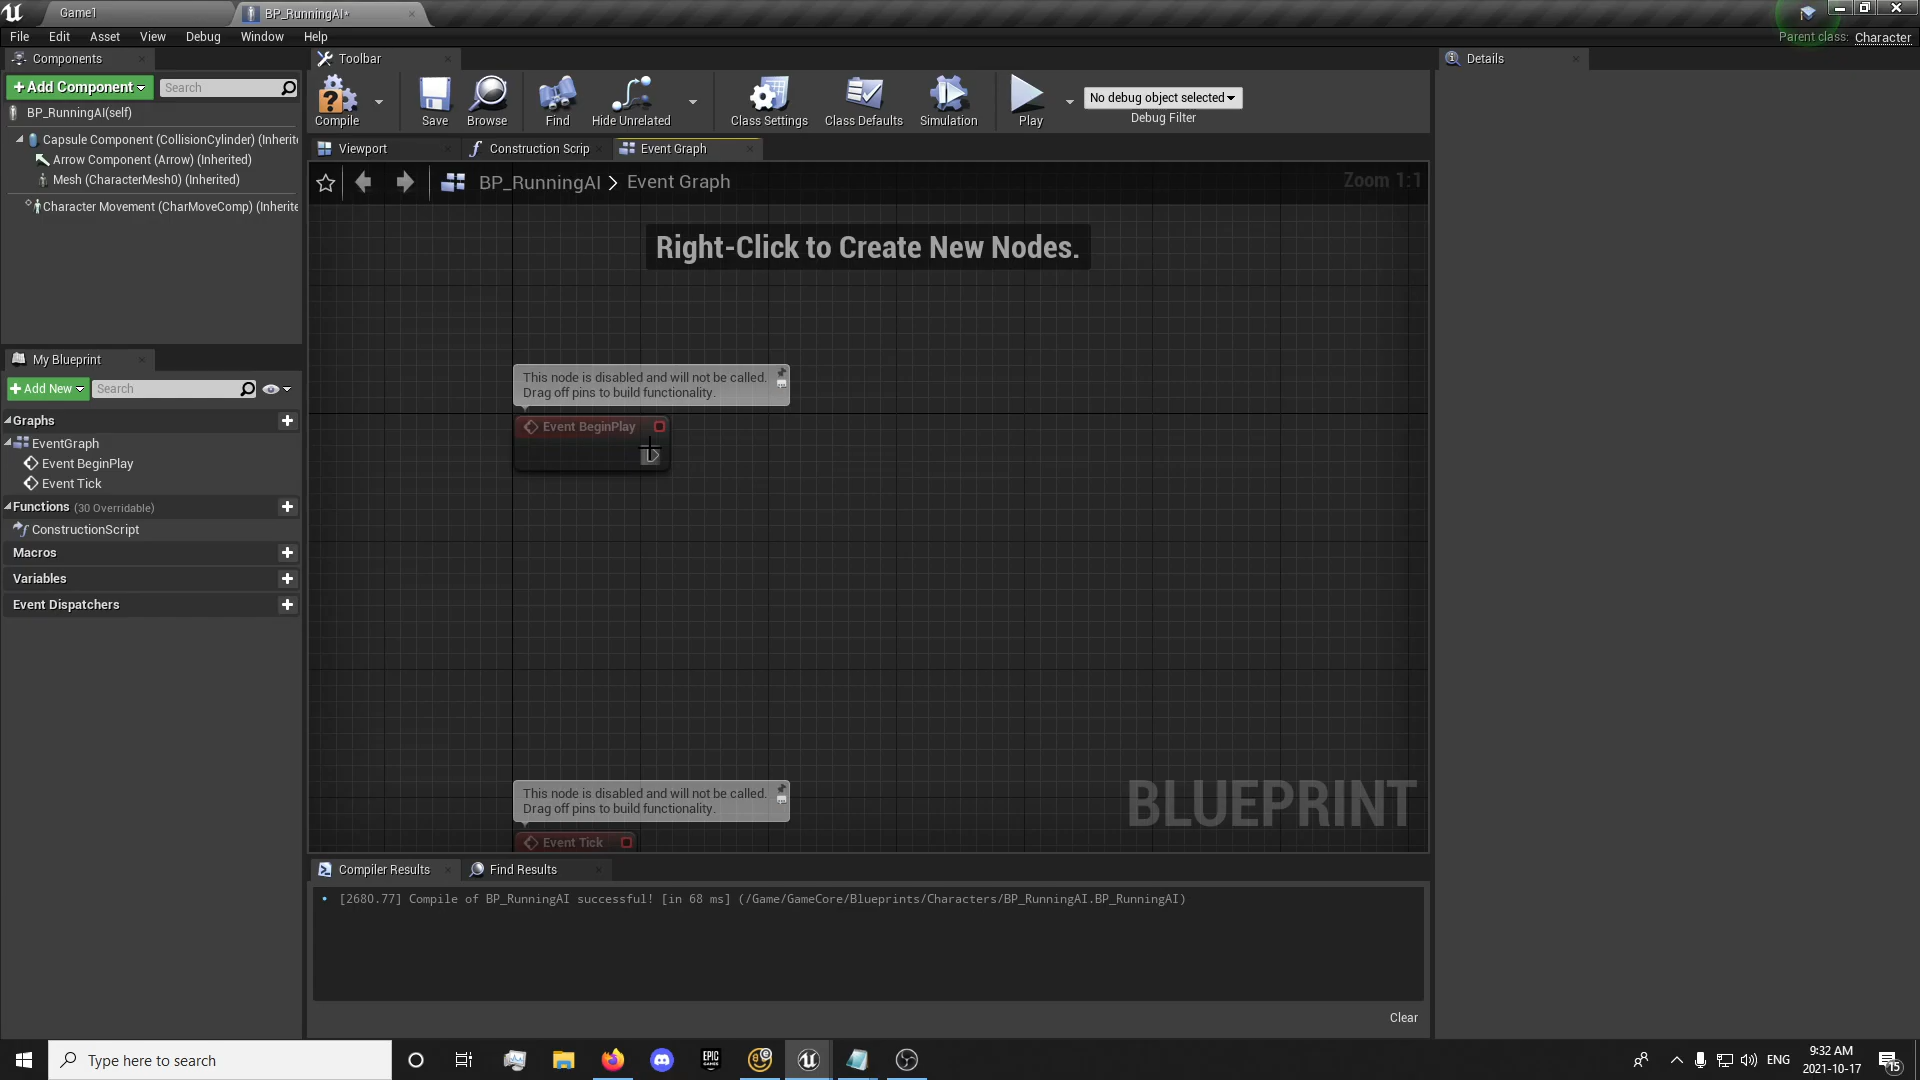 Game1
BP_RunningAI*
File Edit Asset View Debug Window Help
Parent class: Character
Components
+ Add Component
Search
BP_RunningAI(self)
Capsule Component (CollisionCylinder) (Inherit
Arrow Component (Arrow) (Inherited)
Mesh (CharacterMesh0) (Inherited)
Character Movement (CharMoveComp) (Inherite
My Blueprint
+ Add New
Search
Graphs
EventGraph
Event BeginPlay
Event Tick
Functions (30 Overridable)
ConstructionScript
Macros
Variables
Event Dispatchers
Toolbar
Compile
Save
Browse
Find
Hide Unrelated
Class Settings
Class Defaults
Simulation
Play
No debug object selected
Debug Filter
Viewport
Construction Scrip
Event Graph
BP_RunningAI > Event Graph
Zoom 1:1
Right-Click to Create New Nodes.
This node is disabled and will not be called.
Drag off pins to build functionality.
Event BeginPlay
This node is disabled and will not be called.
Drag off pins to build functionality.
Event Tick
BLUEPRINT
Compiler Results
Find Results
[2680.77] Compile of BP_RunningAI successful! [in 68 ms] (/Game/GameCore/Blueprints/Characters/BP_RunningAI.BP_RunningAI)
Clear
Details
Type here to search
EPIC GAMES
ENG
9:32 AM
2021-10-17
15